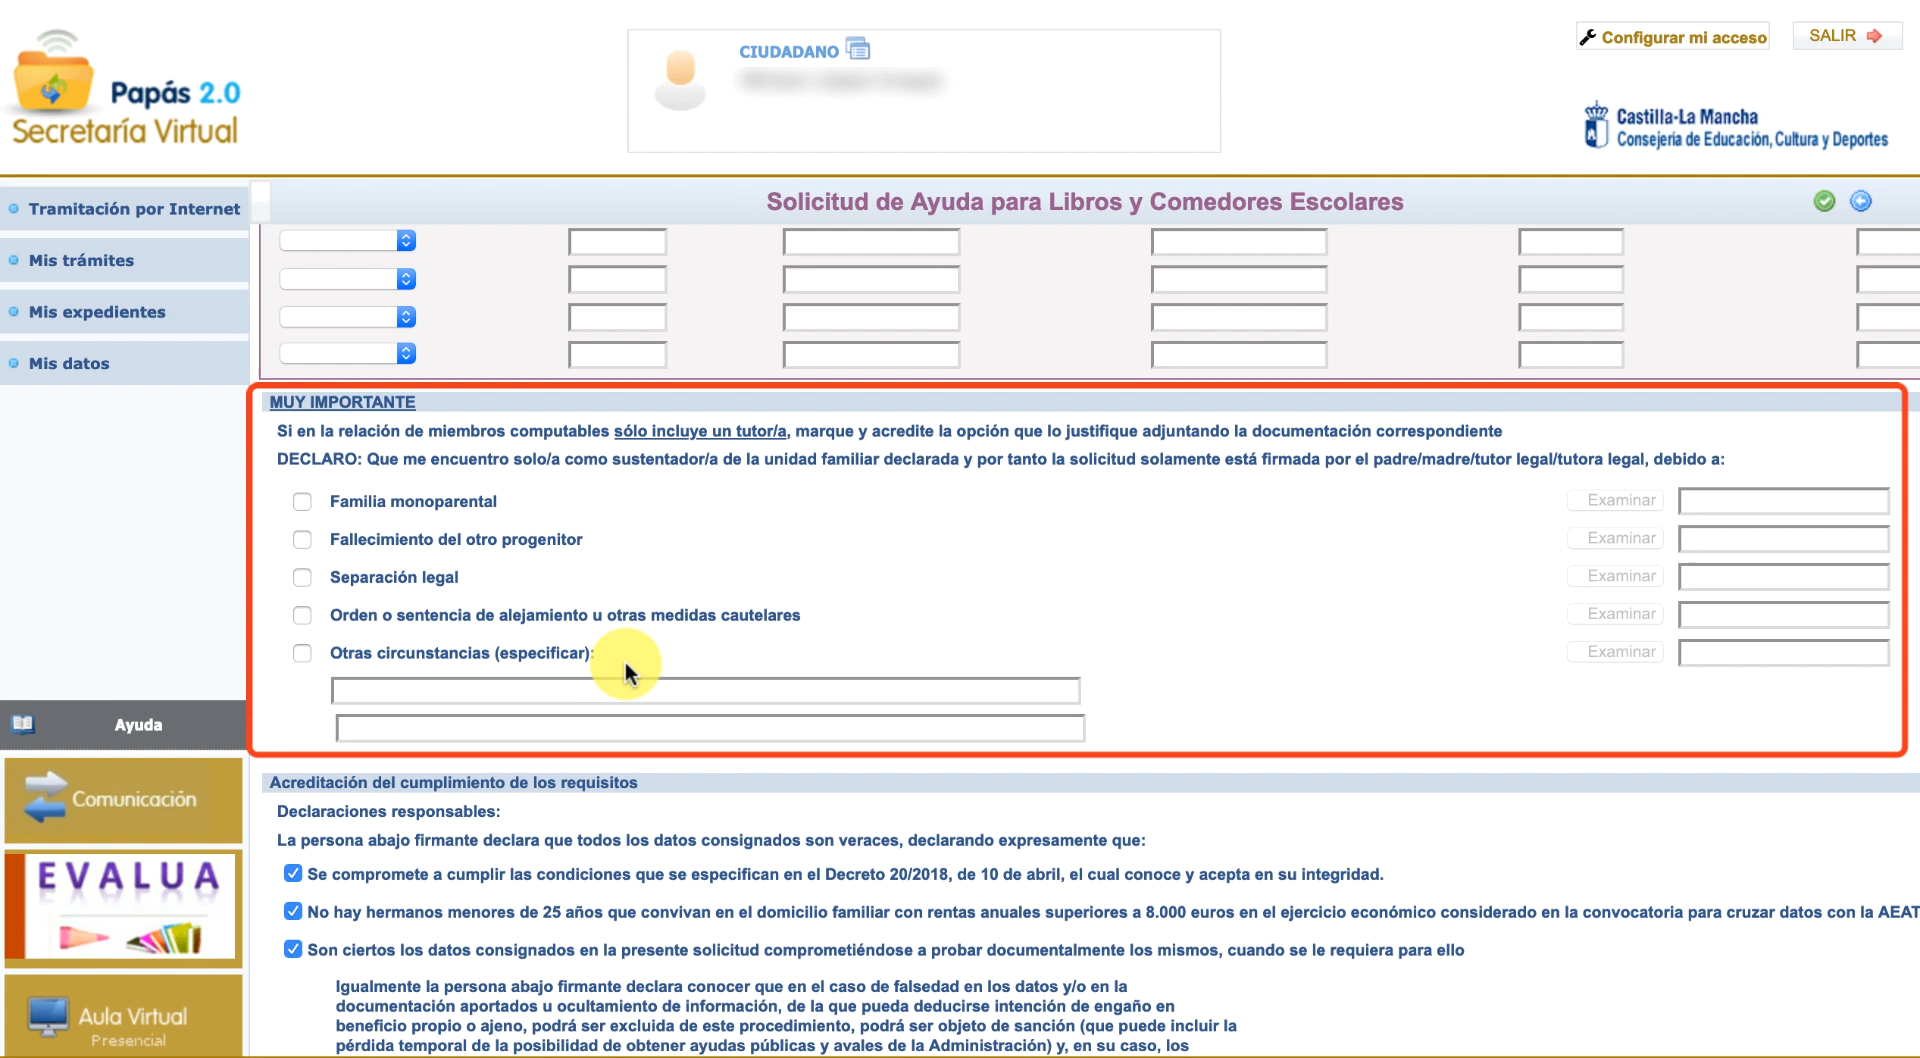 Papás 2.0
Secretaría Virtual
CIUDADANO
Configurar mi acceso
SALIR
Castilla-La Mancha
Consejería de Educación, Cultura y Deportes
Tramitación por Internet
Mis trámites
Mis expedientes
Mis datos
Ayuda
Comunicación
EVALUA
Aula Virtual
Presencial
Solicitud de Ayuda para Libros y Comedores Escolares
MUY IMPORTANTE
Si en la relación de miembros computables sólo incluye un tutor/a, marque y acredite la opción que lo justifique adjuntando la documentación correspondiente
DECLARO: Que me encuentro solo/a como sustentador/a de la unidad familiar declarada y por tanto la solicitud solamente está firmada por el padre/madre/tutor legal/tutora legal, debido a:
Familia monoparental Examinar
Fallecimiento del otro progenitor Examinar
Separación legal Examinar
Orden o sentencia de alejamiento u otras medidas cautelares Examinar
Otras circunstancias (especificar): Examinar
Acreditación del cumplimiento de los requisitos
Declaraciones responsables:
La persona abajo firmante declara que todos los datos consignados son veraces, declarando expresamente que:
Se compromete a cumplir las condiciones que se especifican en el Decreto 20/2018, de 10 de abril, el cual conoce y acepta en su integridad.
No hay hermanos menores de 25 años que convivan en el domicilio familiar con rentas anuales superiores a 8.000 euros en el ejercicio económico considerado en la convocatoria para cruzar datos con la AEAT
Son ciertos los datos consignados en la presente solicitud comprometiéndose a probar documentalmente los mismos, cuando se le requiera para ello
Igualmente la persona abajo firmante declara conocer que en el caso de falsedad en los datos y/o en la
documentación aportados u ocultamiento de información, de la que pueda deducirse intención de engaño en
beneficio propio o ajeno, podrá ser excluida de este procedimiento, podrá ser objeto de sanción (que puede incluir la
pérdida temporal de la posibilidad de obtener ayudas públicas y avales de la Administración) y, en su caso, los